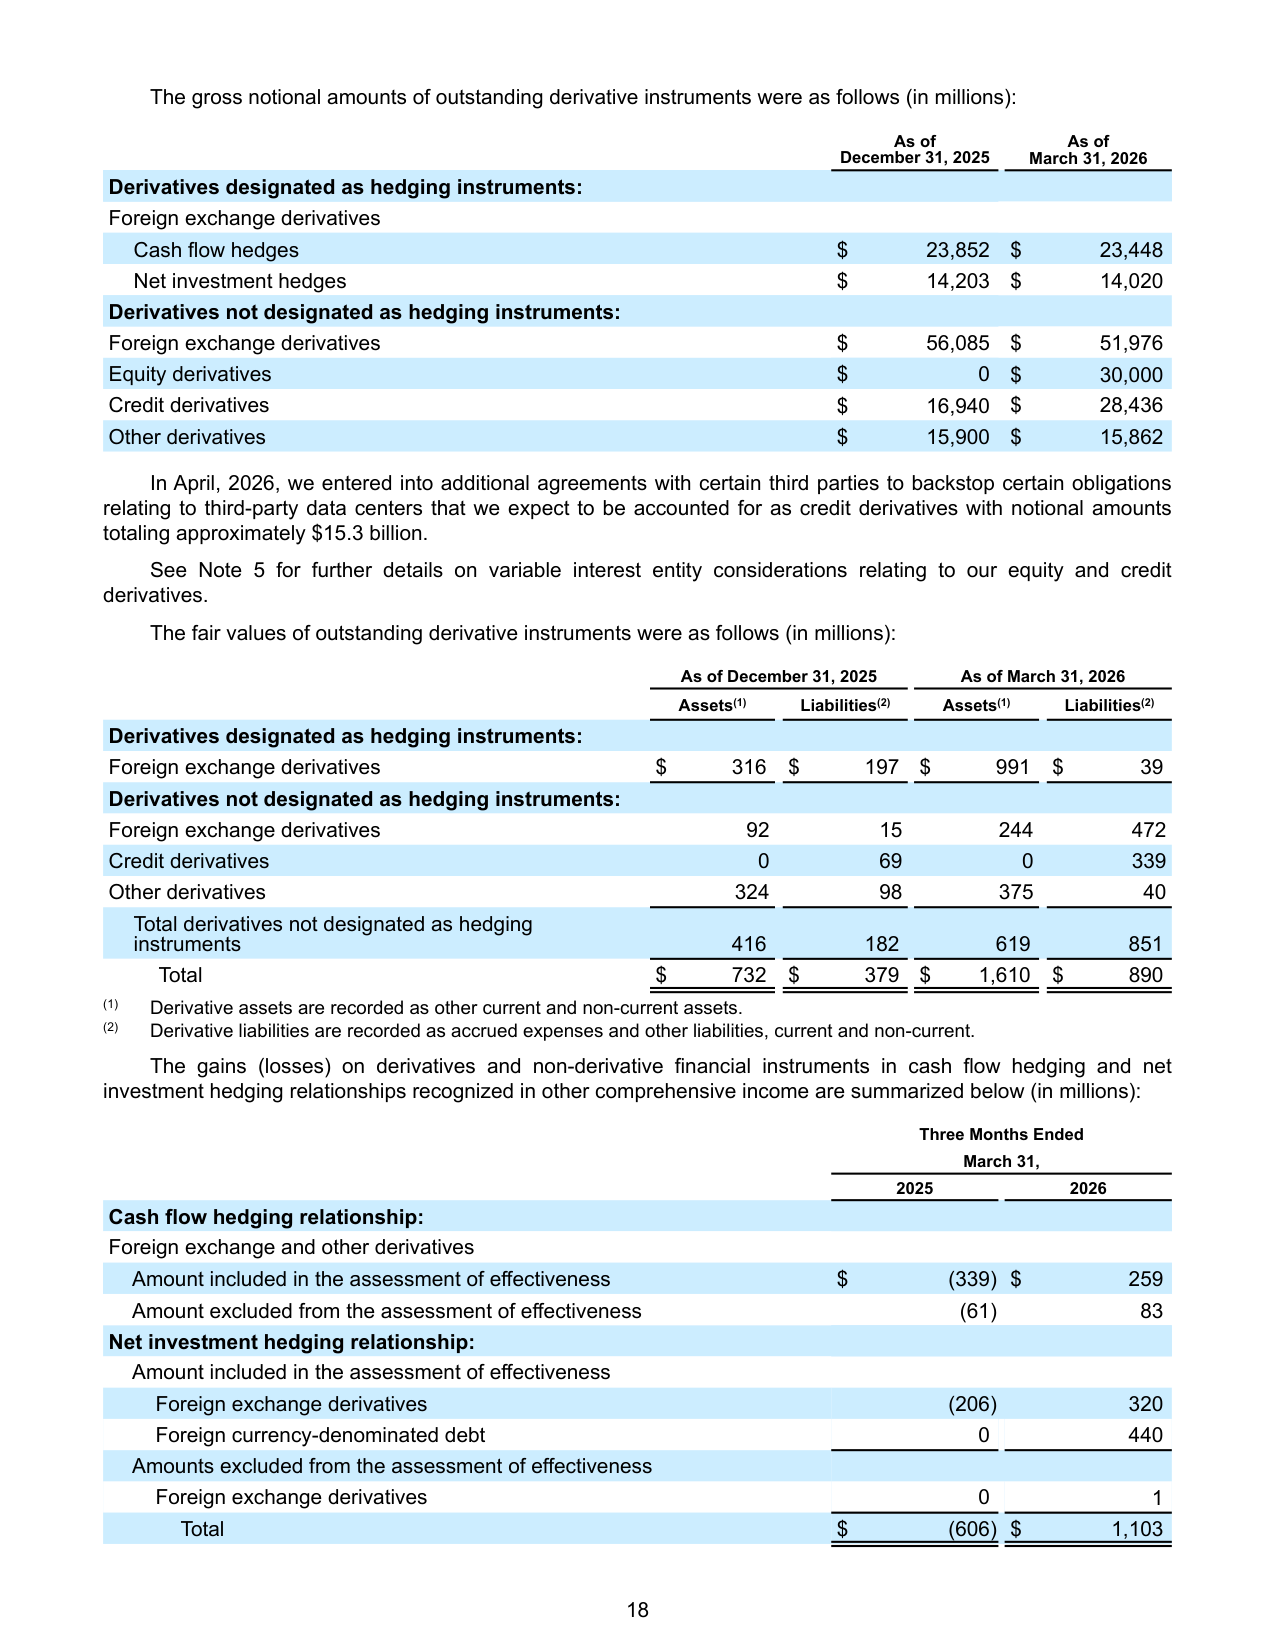 The gross notional amounts of outstanding derivative instruments were as follows (in millions):
As of December 31, 2025 As of March 31, 2026
Derivatives designated as hedging instruments:
Foreign exchange derivatives
Cash flow hedges $ 23,852 $ 23,448
Net investment hedges $ 14,203 $ 14,020
Derivatives not designated as hedging instruments:
Foreign exchange derivatives $ 56,085 $ 51,976
Equity derivatives $ 0 $ 30,000
Credit derivatives $ 16,940 $ 28,436
Other derivatives $ 15,900 $ 15,862
In April, 2026, we entered into additional agreements with certain third parties to backstop certain obligations
relating to third-party data centers that we expect to be accounted for as credit derivatives with notional amounts
totaling approximately $15.3 billion.
See Note 5 for further details on variable interest entity considerations relating to our equity and credit
derivatives.
The fair values of outstanding derivative instruments were as follows (in millions):
As of December 31, 2025 As of March 31, 2026
Assets(1) Liabilities(2) Assets(1) Liabilities(2)
Derivatives designated as hedging instruments:
Foreign exchange derivatives $ 316 $ 197 $ 991 $ 39
Derivatives not designated as hedging instruments:
Foreign exchange derivatives 92 15 244 472
Credit derivatives 0 69 0 339
Other derivatives 324 98 375 40
Total derivatives not designated as hedging
instruments 416 182 619 851
Total $ 732 $ 379 $ 1,610 $ 890
(1) Derivative assets are recorded as other current and non-current assets.
(2) Derivative liabilities are recorded as accrued expenses and other liabilities, current and non-current.
The gains (losses) on derivatives and non-derivative financial instruments in cash flow hedging and net
investment hedging relationships recognized in other comprehensive income are summarized below (in millions):
Three Months Ended
March 31,
2025 2026
Cash flow hedging relationship:
Foreign exchange and other derivatives
Amount included in the assessment of effectiveness $ (339) $ 259
Amount excluded from the assessment of effectiveness (61) 83
Net investment hedging relationship:
Amount included in the assessment of effectiveness
Foreign exchange derivatives (206) 320
Foreign currency-denominated debt 0 440
Amounts excluded from the assessment of effectiveness
Foreign exchange derivatives 0 1
Total $ (606) $ 1,103
18